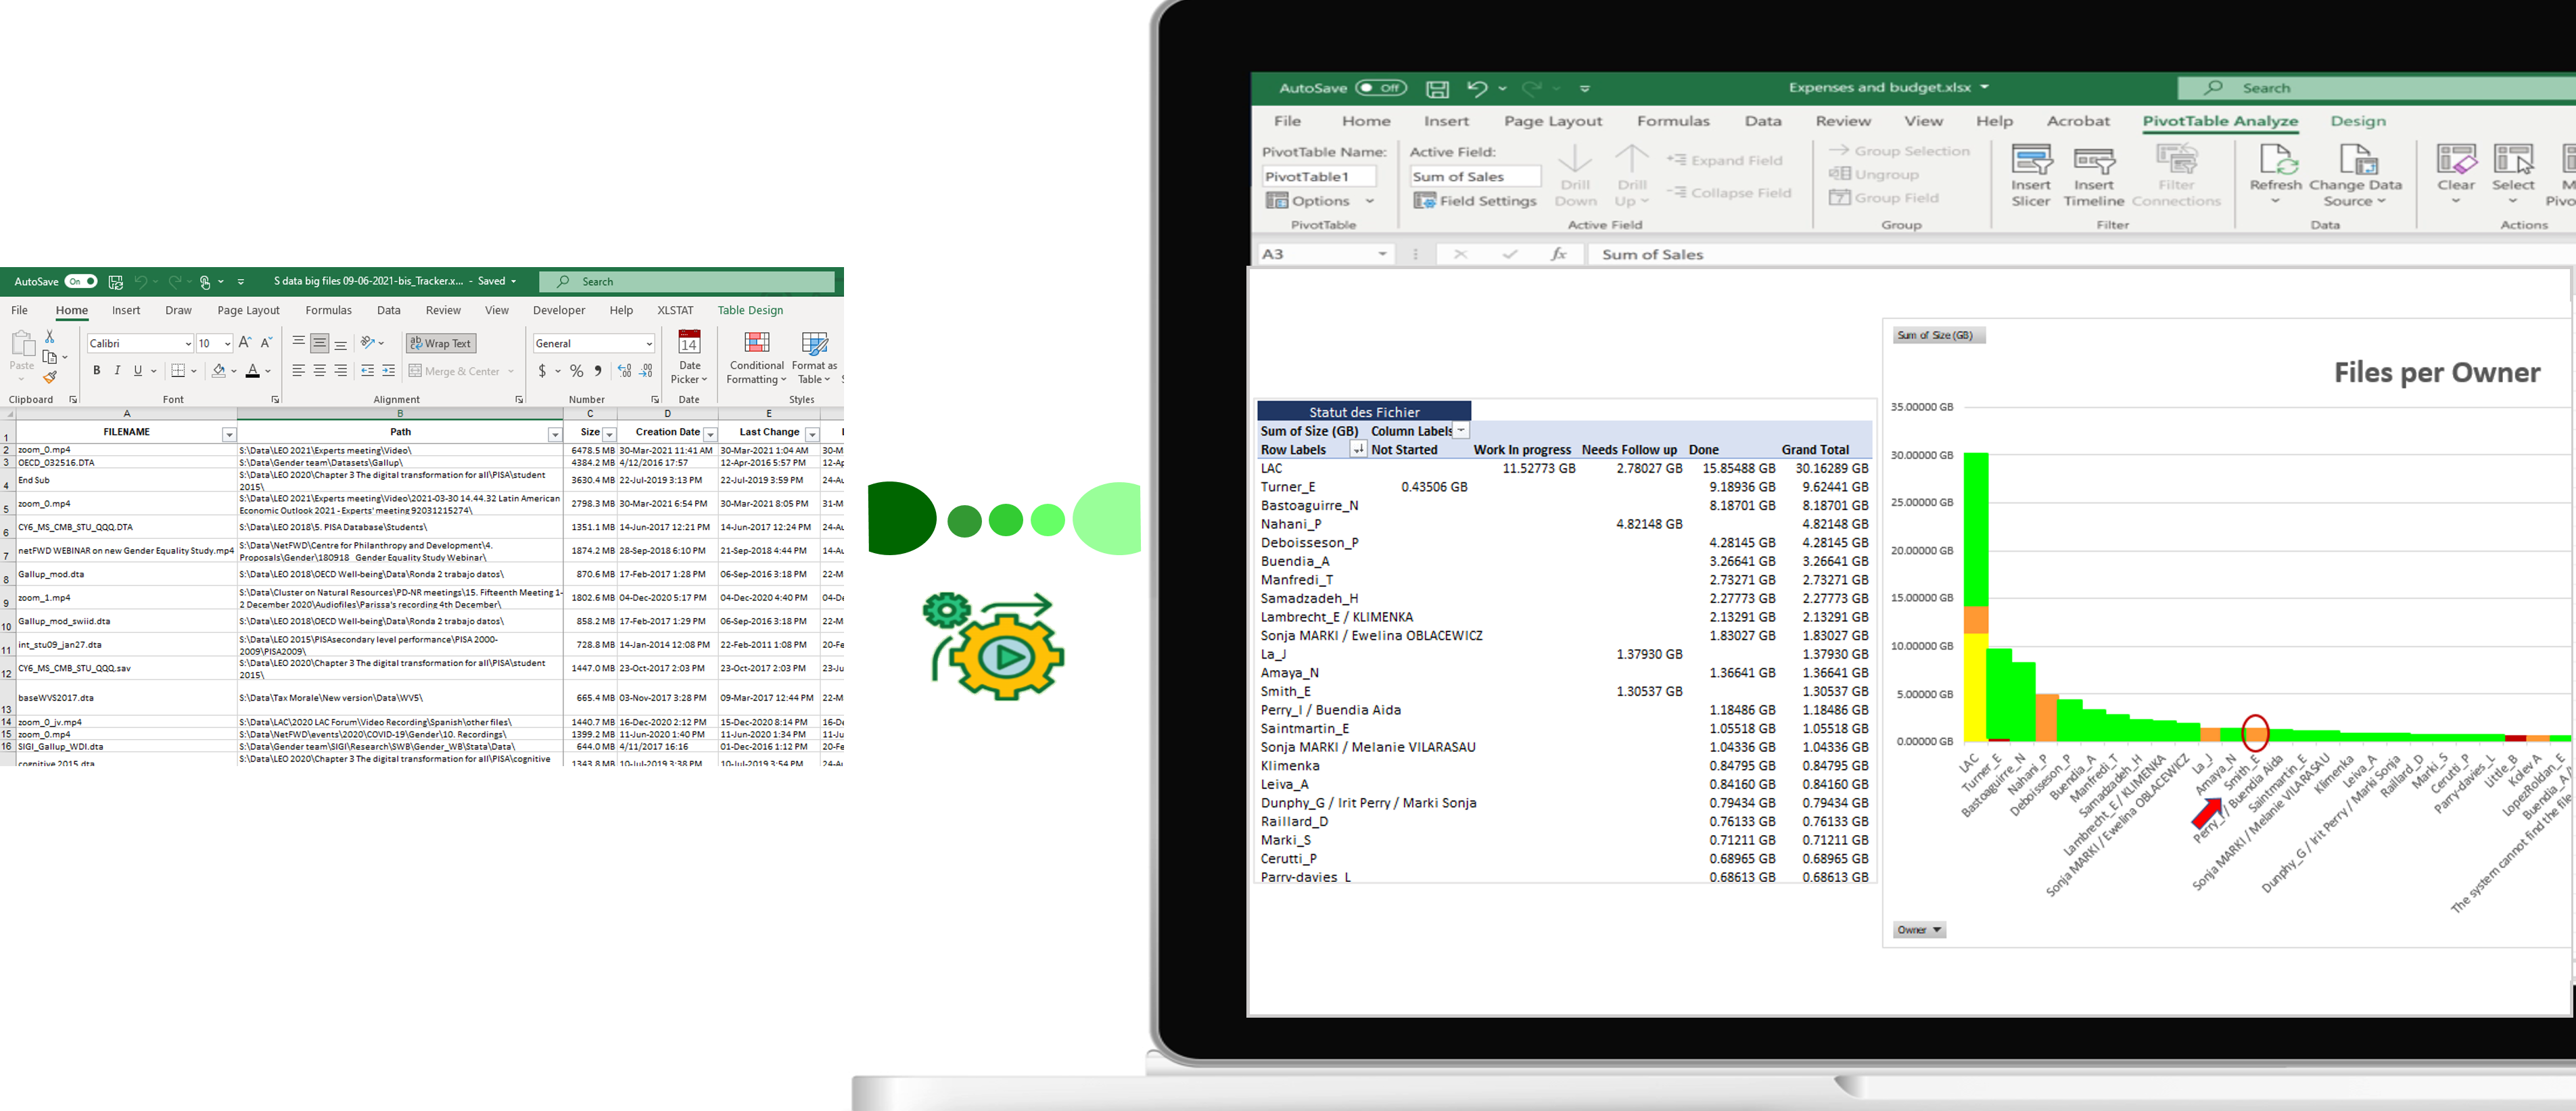 AutoSave On S data big files 09-06-2021-bis_Tracker.x... - Saved Search
File Home Insert Draw Page Layout Formulas Data Review View Developer Help XLSTAT Table Design
Calibri 10 A A ab Wrap Text General 14
Paste B I U A Merge & Center $ % 9 Date Picker Conditional Formatting Format as Table
Clipboard Font Alignment Number Date Styles
A B C D E
1 FILENAME Path Size Creation Date Last Change
2 zoom_0.mp4 S:\Data\LEO 2021\Experts meeting\Video\ 6478.5 MB 30-Mar-2021 11:41 AM 30-Mar-2021 1:04 AM 30-M
3 OECD_032516.DTA S:\Data\Gender team\Datasets\Gallup\ 4384.2 MB 4/12/2016 17:57 12-Apr-2016 5:57 PM 12-Ap
4 End Sub S:\Data\LEO 2020\Chapter 3 The digital transformation for all\PISA\student 2015\ 3630.4 MB 22-Jul-2019 3:13 PM 22-Jul-2019 3:59 PM 24-Au
5 zoom_0.mp4 S:\Data\LEO 2021\Experts meeting\Video\2021-03-30 14.44.32 Latin American Economic Outlook 2021 - Experts' meeting 92031215274\ 2798.3 MB 30-Mar-2021 6:54 PM 30-Mar-2021 8:05 PM 31-M
6 CY6_MS_CMB_STU_QQQ.DTA S:\Data\LEO 2018\5. PISA Database\Students\ 1351.1 MB 14-Jun-2017 12:21 PM 14-Jun-2017 12:24 PM 24-Au
7 netFWD WEBINAR on new Gender Equality Study.mp4 S:\Data\NetFWD\Centre for Philanthropy and Development\4. Proposals\Gender\180918 Gender Equality Study Webinar\ 1874.2 MB 28-Sep-2018 6:10 PM 21-Sep-2018 4:44 PM 14-Au
8 Gallup_mod.dta S:\Data\LEO 2018\OECD Well-being\Data\Ronda 2 trabajo datos\ 870.6 MB 17-Feb-2017 1:28 PM 06-Sep-2016 3:18 PM 22-M
9 zoom_1.mp4 S:\Data\Cluster on Natural Resources\PD-NR meetings\15. Fifteenth Meeting 1-2 December 2020\Audiofiles\Parissa's recording 4th December\ 1802.6 MB 04-Dec-2020 5:17 PM 04-Dec-2020 4:40 PM 04-De
10 Gallup_mod_swiid.dta S:\Data\LEO 2018\OECD Well-being\Data\Ronda 2 trabajo datos\ 858.2 MB 17-Feb-2017 1:29 PM 06-Sep-2016 3:18 PM 22-M
11 int_stu09_jan27.dta S:\Data\LEO 2015\PISAsecondary level performance\PISA 2000-2009\PISA2009\ 728.8 MB 14-Jan-2014 12:08 PM 22-Feb-2011 1:08 PM 20-Fe
12 CY6_MS_CMB_STU_QQQ.sav S:\Data\LEO 2020\Chapter 3 The digital transformation for all\PISA\student 2015\ 1447.0 MB 23-Oct-2017 2:03 PM 23-Oct-2017 2:03 PM 23-Ju
13 baseWVS2017.dta S:\Data\Tax Morale\New version\Data\WV5\ 665.4 MB 03-Nov-2017 3:28 PM 09-Mar-2017 12:44 PM 22-M
14 zoom_0_jv.mp4 S:\Data\LAC\2020 LAC Forum\Video Recording\Spanish\other files\ 1440.7 MB 16-Dec-2020 2:12 PM 15-Dec-2020 8:14 PM 16-De
15 zoom_0.mp4 S:\Data\NetFWD\events\2020\COVID-19\Gender\10. Recordings\ 1399.2 MB 11-Jun-2020 1:40 PM 11-Jun-2020 1:34 PM 11-Ju
16 SIGI_Gallup_WDI.dta S:\Data\Gender team\SIGI\Research\SWB\Gender_WB\Stata\Data\ 644.0 MB 4/11/2017 16:16 01-Dec-2016 1:12 PM 20-Fe
cognitive 2015.dta S:\Data\LEO 2020\Chapter 3 The digital transformation for all\PISA\cognitive 1343.8 MB 10-Jul-2019 3:38 PM 10-Jul-2019 3:54 PM 24-Au
AutoSave Off Expenses and budget.xlsx Search
File Home Insert Page Layout Formulas Data Review View Help Acrobat PivotTable Analyze Design
PivotTable Name: Active Field: Expand Field Group Selection
PivotTable1 Sum of Sales Drill Down Drill Up Collapse Field Ungroup Insert Slicer Insert Timeline Filter Connections Refresh Change Data Source Clear Select
Options Field Settings Group Field
PivotTable Active Field Group Filter Data Actions
A3 fx Sum of Sales
Statut des Fichier
Sum of Size (GB) Column Labels
Row Labels Not Started Work In progress Needs Follow up Done Grand Total
LAC 11.52773 GB 2.78027 GB 15.85488 GB 30.16289 GB
Turner_E 0.43506 GB 9.18936 GB 9.62441 GB
Bastoaguirre_N 8.18701 GB 8.18701 GB
Nahani_P 4.82148 GB 4.82148 GB
Deboisseson_P 4.28145 GB 4.28145 GB
Buendia_A 3.26641 GB 3.26641 GB
Manfredi_T 2.73271 GB 2.73271 GB
Samadzadeh_H 2.27773 GB 2.27773 GB
Lambrecht_E / KLIMENKA 2.13291 GB 2.13291 GB
Sonja MARKI / Ewelina OBLACEWICZ 1.83027 GB 1.83027 GB
La_J 1.37930 GB 1.37930 GB
Amaya_N 1.36641 GB 1.36641 GB
Smith_E 1.30537 GB 1.30537 GB
Perry_I / Buendia Aida 1.18486 GB 1.18486 GB
Saintmartin_E 1.05518 GB 1.05518 GB
Sonja MARKI / Melanie VILARASAU 1.04336 GB 1.04336 GB
Klimenka 0.84795 GB 0.84795 GB
Leiva_A 0.84160 GB 0.84160 GB
Dunphy_G / Irit Perry / Marki Sonja 0.79434 GB 0.79434 GB
Raillard_D 0.76133 GB 0.76133 GB
Marki_S 0.71211 GB 0.71211 GB
Cerutti_P 0.68965 GB 0.68965 GB
Parry-davies_L 0.68613 GB 0.68613 GB
Sum of Size (GB)
Files per Owner
35.00000 GB
30.00000 GB
25.00000 GB
20.00000 GB
15.00000 GB
10.00000 GB
5.00000 GB
0.00000 GB
LAC
Turner_E
Bastoaguirre_N
Nahani_P
Deboisseson_P
Buendia_A
Manfredi_T
Samadzadeh_H
Lambrecht_E / KLIMENKA
Sonja MARKI / Ewelina OBLACEWICZ
La_J
Amaya_N
Smith_E
Perry_I / Buendia Aida
Saintmartin_E
Sonja MARKI / Melanie VILARASAU
Klimenka
Leiva_A
Dunphy_G / Irit Perry / Marki Sonja
Raillard_D
Marki_S
Cerutti_P
Parry-davies_L
Little_B
Kolev A
LopezRoldan_E
Buendia_A /
The system cannot find the file
Owner